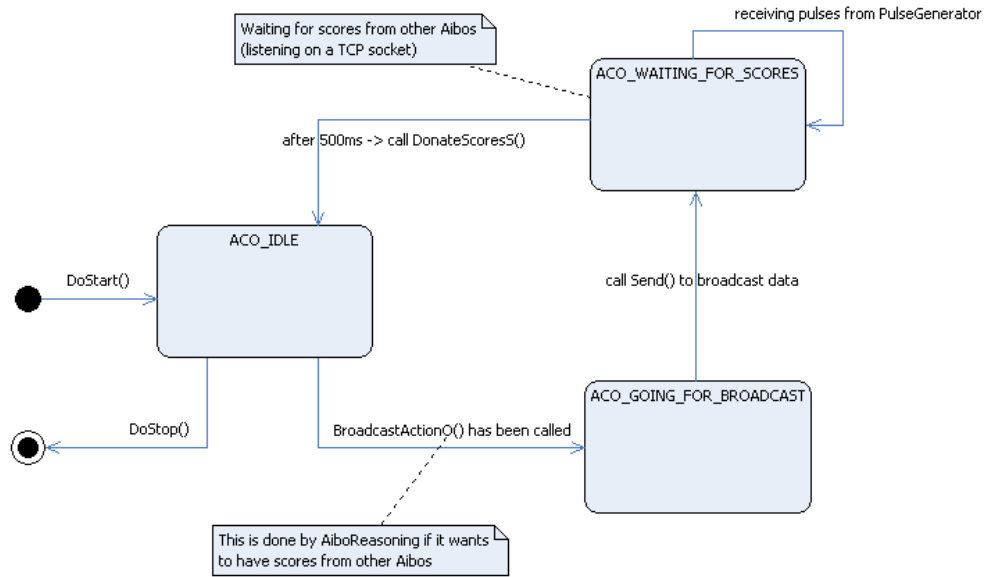 receiving pulses from PulseGenerator
Waiting for scores from other Aibos
(listening on a TCP socket)
ACO_WAITING_FOR_SCORES
after 500ms -> call DonateScoresS()
ACO_IDLE
DoStart()
call Send() to broadcast data
ACO_GOING_FOR_BROADCAST
DoStop()
BroadcastActionO() has been called
This is done by AiboReasoning if it wants
to have scores from other Aibos